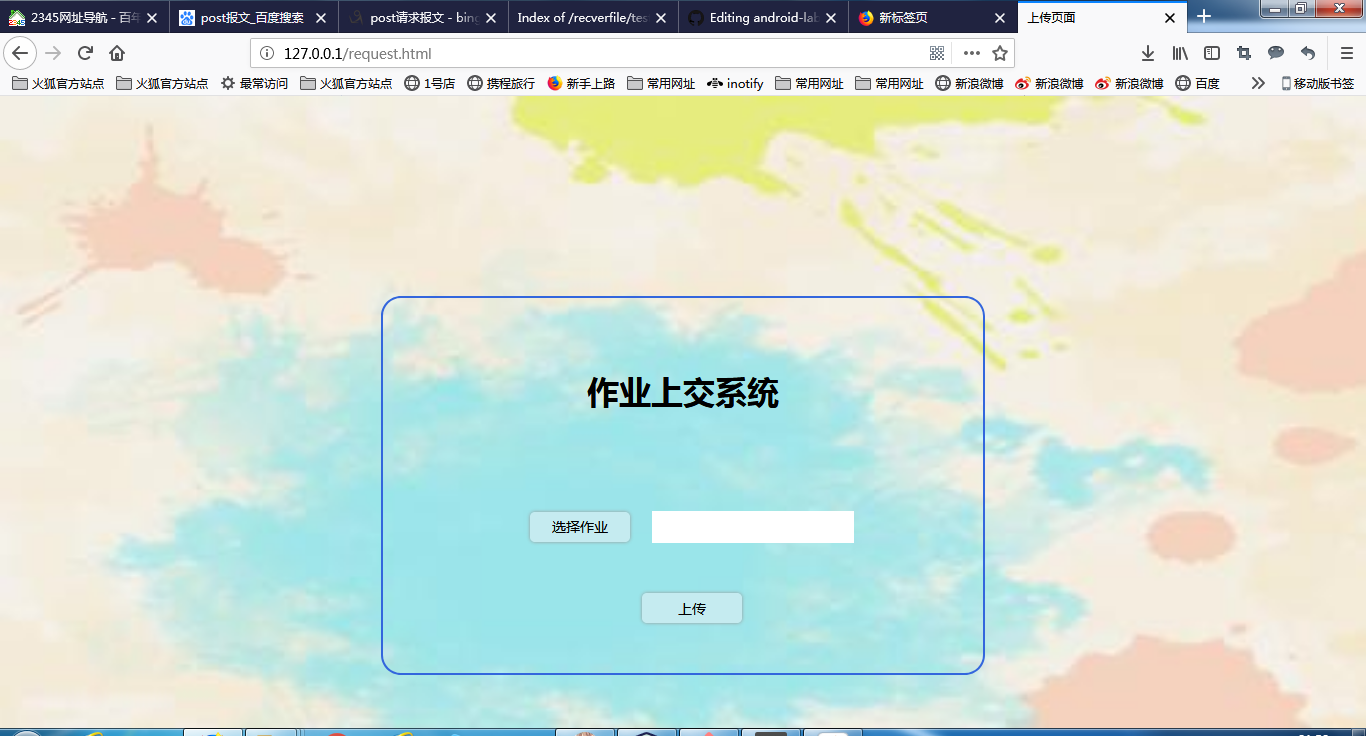 2345网址导航 - 百年
post报文_百度搜索
post请求报文 - bing
Index of /recverfile/tes
Editing android-lab
新标签页
上传页面
127.0.0.1/request.html
火狐官方站点
火狐官方站点
最常访问
火狐官方站点
1号店
携程旅行
新手上路
常用网址
inotify
常用网址
常用网址
新浪微博
新浪微博
新浪微博
百度
移动版书签
作业上交系统
选择作业
上传